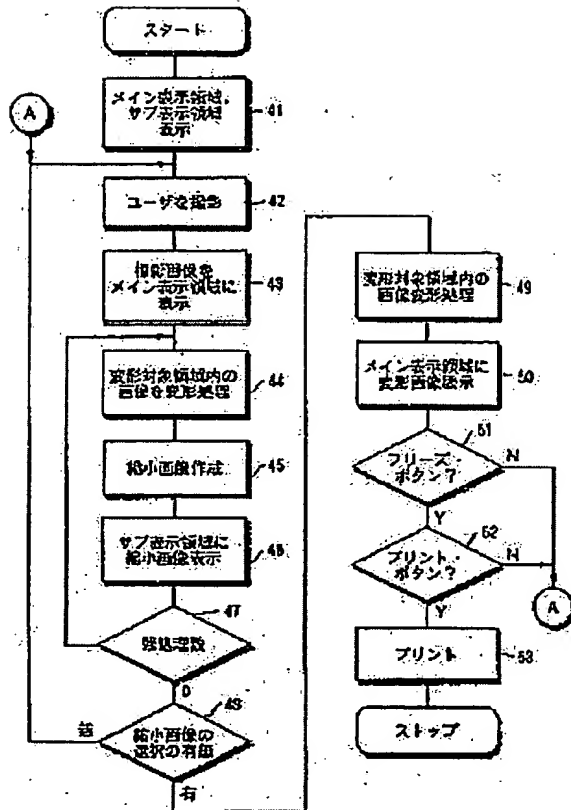 スタート
A
メイン表示領域,
サブ表示領域
表示
41
ユーザを撮影
42
撮影画像を
メイン表示領域に
表示
43
変形対象領域内の
画像を変形処理
44
縮小画像作成
45
サブ表示領域に
縮小画像表示
46
残処理数
47
0
縮小画像の
選択の有無
48
有
変形対象領域内の
画像変形処理
49
メイン表示領域に
変形画像表示
50
フリーズ・
ボタン?
51
N
Y
プリント・
ボタン?
52
N
Y
A
プリント
53
ストップ